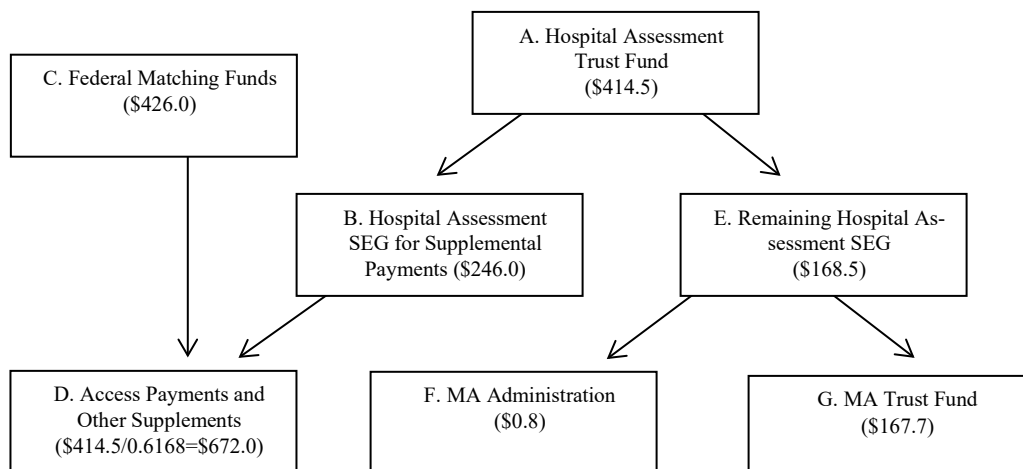 A. Hospital Assessment
Trust Fund
($414.5)
C. Federal Matching Funds
($426.0)
B. Hospital Assessment
SEG for Supplemental
Payments ($246.0)
E. Remaining Hospital As-
sessment SEG
($168.5)
D. Access Payments and
Other Supplements
($414.5/0.6168=$672.0)
F. MA Administration
($0.8)
G. MA Trust Fund
($167.7)